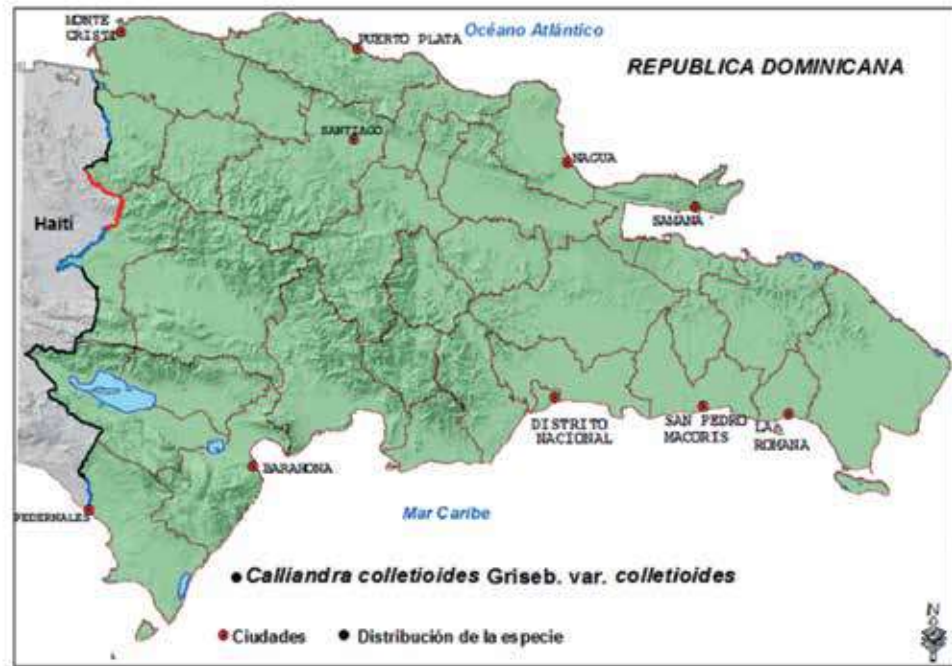 MONTE
CRISTI
PUERTO PLATA
Océano Atlántico
REPUBLICA DOMINICANA
SANTIAGO
NAGUA
SAMANA
Haití
DISTRITO
NACIONAL
SAN PEDRO
MACORIS
LA
ROMANA
BARAHONA
PEDERNALES
Mar Caribe
Calliandra colletioides Griseb. var. colletioides
Ciudades
Distribución de la especie
N